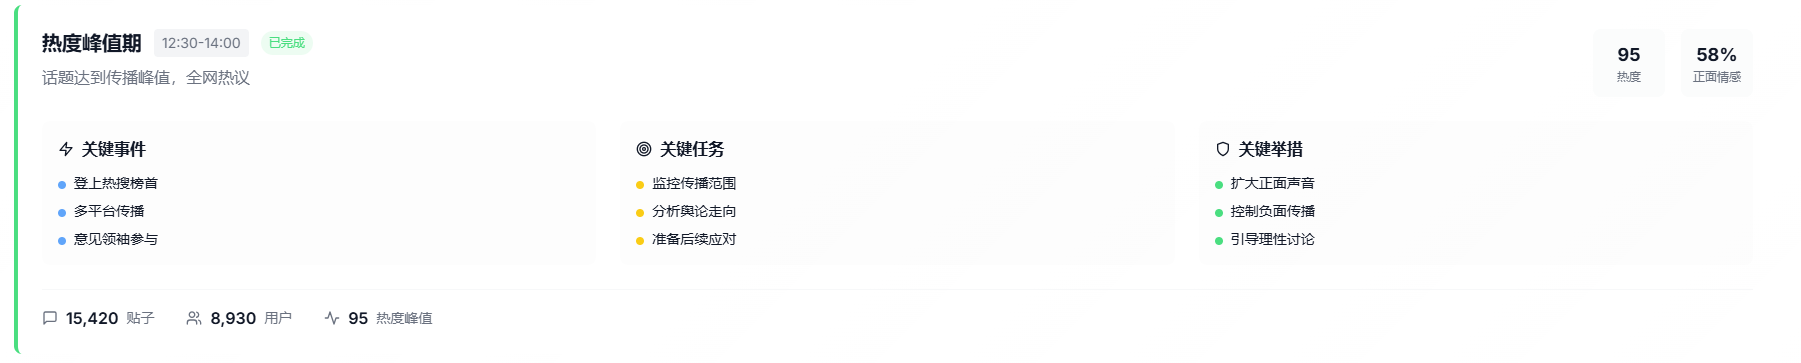 热度峰值期 12:30-14:00 已完成
话题达到传播峰值，全网热议
95
热度
58%
正面情感
关键事件
登上热搜榜首
多平台传播
意见领袖参与
关键任务
监控传播范围
分析舆论走向
准备后续应对
关键举措
扩大正面声音
控制负面传播
引导理性讨论
15,420 贴子 8,930 用户 95 热度峰值